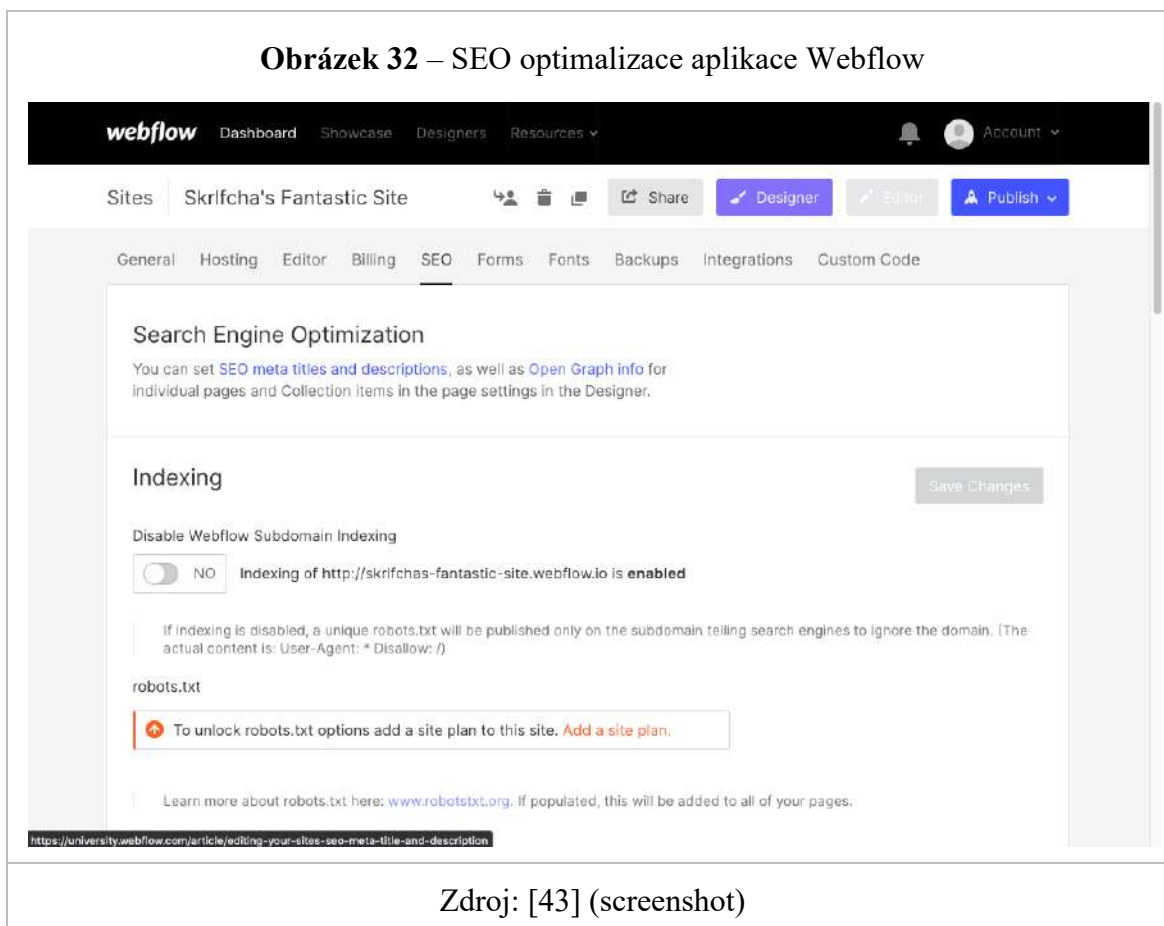 Obrázek 32 – SEO optimalizace aplikace Webflow
webflow Dashboard Showcase Designers Resources Account
Sites Skrlfcha's Fantastic Site Share Designer Editor Publish
General Hosting Editor Billing SEO Forms Fonts Backups Integrations Custom Code
Search Engine Optimization
You can set SEO meta titles and descriptions, as well as Open Graph info for
individual pages and Collection items in the page settings in the Designer.
Indexing
Save Changes
Disable Webflow Subdomain Indexing
NO Indexing of http://skrifchas-fantastic-site.webflow.io is enabled
If indexing is disabled, a unique robots.txt will be published only on the subdomain telling search engines to ignore the domain. (The
actual content is: User-Agent: * Disallow: /)
robots.txt
To unlock robots.txt options add a site plan to this site. Add a site plan.
Learn more about robots.txt here: www.robotstxt.org. If populated, this will be added to all of your pages.
https://university.webflow.com/article/editing-your-sites-seo-meta-title-and-description
Zdroj: [43] (screenshot)